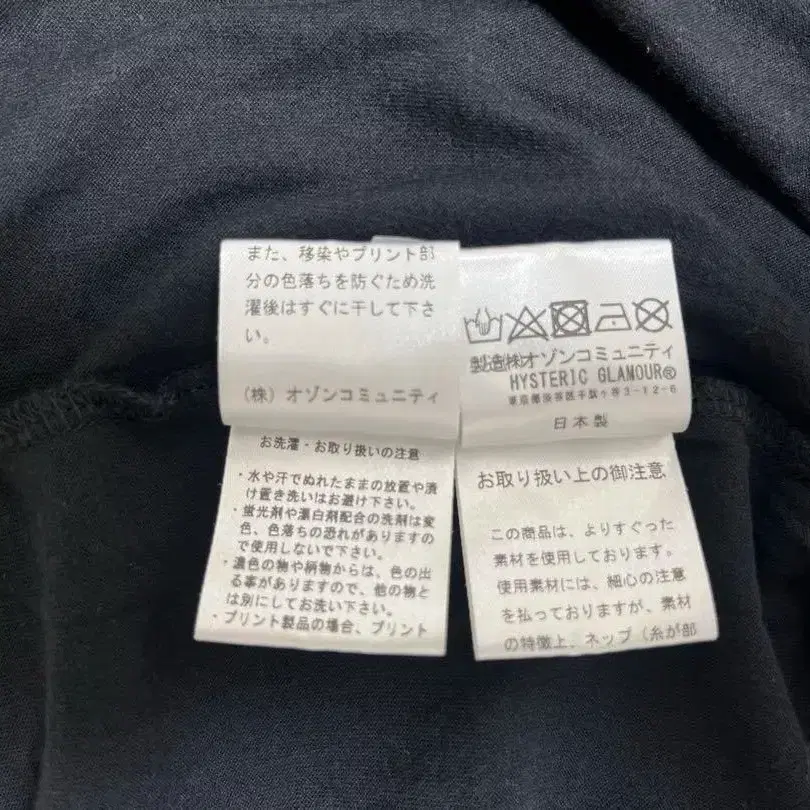 また、移染やプリント部
分の色落ちを防ぐため洗
濯後はすぐに干して下さ
い。
(株) オゾンコミュニティ
お洗濯・お取り扱いの注意
・水や汗でぬれたままの放置や漬
け置き洗いはお避け下さい。
・蛍光剤や漂白剤配合の洗剤は変
色、色落ちの恐れがありますの
で使用しないで下さい。
・濃色の物や柄物からは、色の出
る事がありますので、他の物と
は別にしてお洗い下さい。
・プリント製品の場合、プリント
製造(株)オゾンコミュニティ
HYSTERIC GLAMOUR®
東京都渋谷区千駄ヶ谷3-12-6
日本製
お取り扱い上の御注意
この商品は、よりすぐった
素材を使用しております。
使用素材には、細心の注意
を払っておりますが、素材
の特徴上、ネップ（糸が部